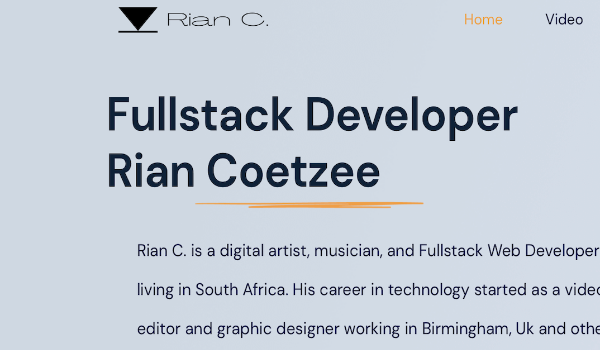 Rian C.
Home Video
Fullstack Developer
Rian Coetzee
Rian C. is a digital artist, musician, and Fullstack Web Developer
living in South Africa. His career in technology started as a video
editor and graphic designer working in Birmingham, Uk and othe